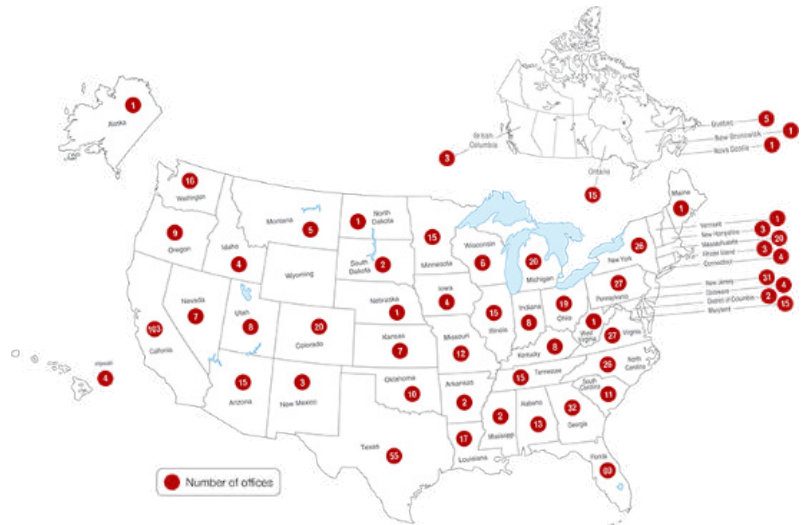 1
Alaska
British
Columbia
3
Quebec
5
New Brunswick
1
Nova Scotia
1
Ontario
15
16
Washington
Montana
5
1
North
Dakota
15
Minnesota
Wisconsin
6
20
Michigan
Maine
1
9
Oregon
Idaho
4
Wyoming
South
Dakota
2
New York
26
Vermont
1
New Hampshire
3
Massachusetts
20
Rhode Island
3
Connecticut
4
Nevada
7
Utah
8
20
Colorado
Nebraska
1
Iowa
4
15
Illinois
Indiana
8
19
Ohio
27
Pennsylvania
New Jersey
31
Delaware
4
District of Columbia
2
Maryland
15
103
California
Kansas
7
Missouri
12
Kentucky
8
1
West
Virginia
27
Virginia
Hawaii
4
15
Arizona
3
New Mexico
Oklahoma
10
Arkansas
2
15
Tennessee
26
North
Carolina
South
Carolina
11
Texas
55
17
Louisiana
2
Mississippi
Alabama
13
32
Georgia
Florida
Number of offices